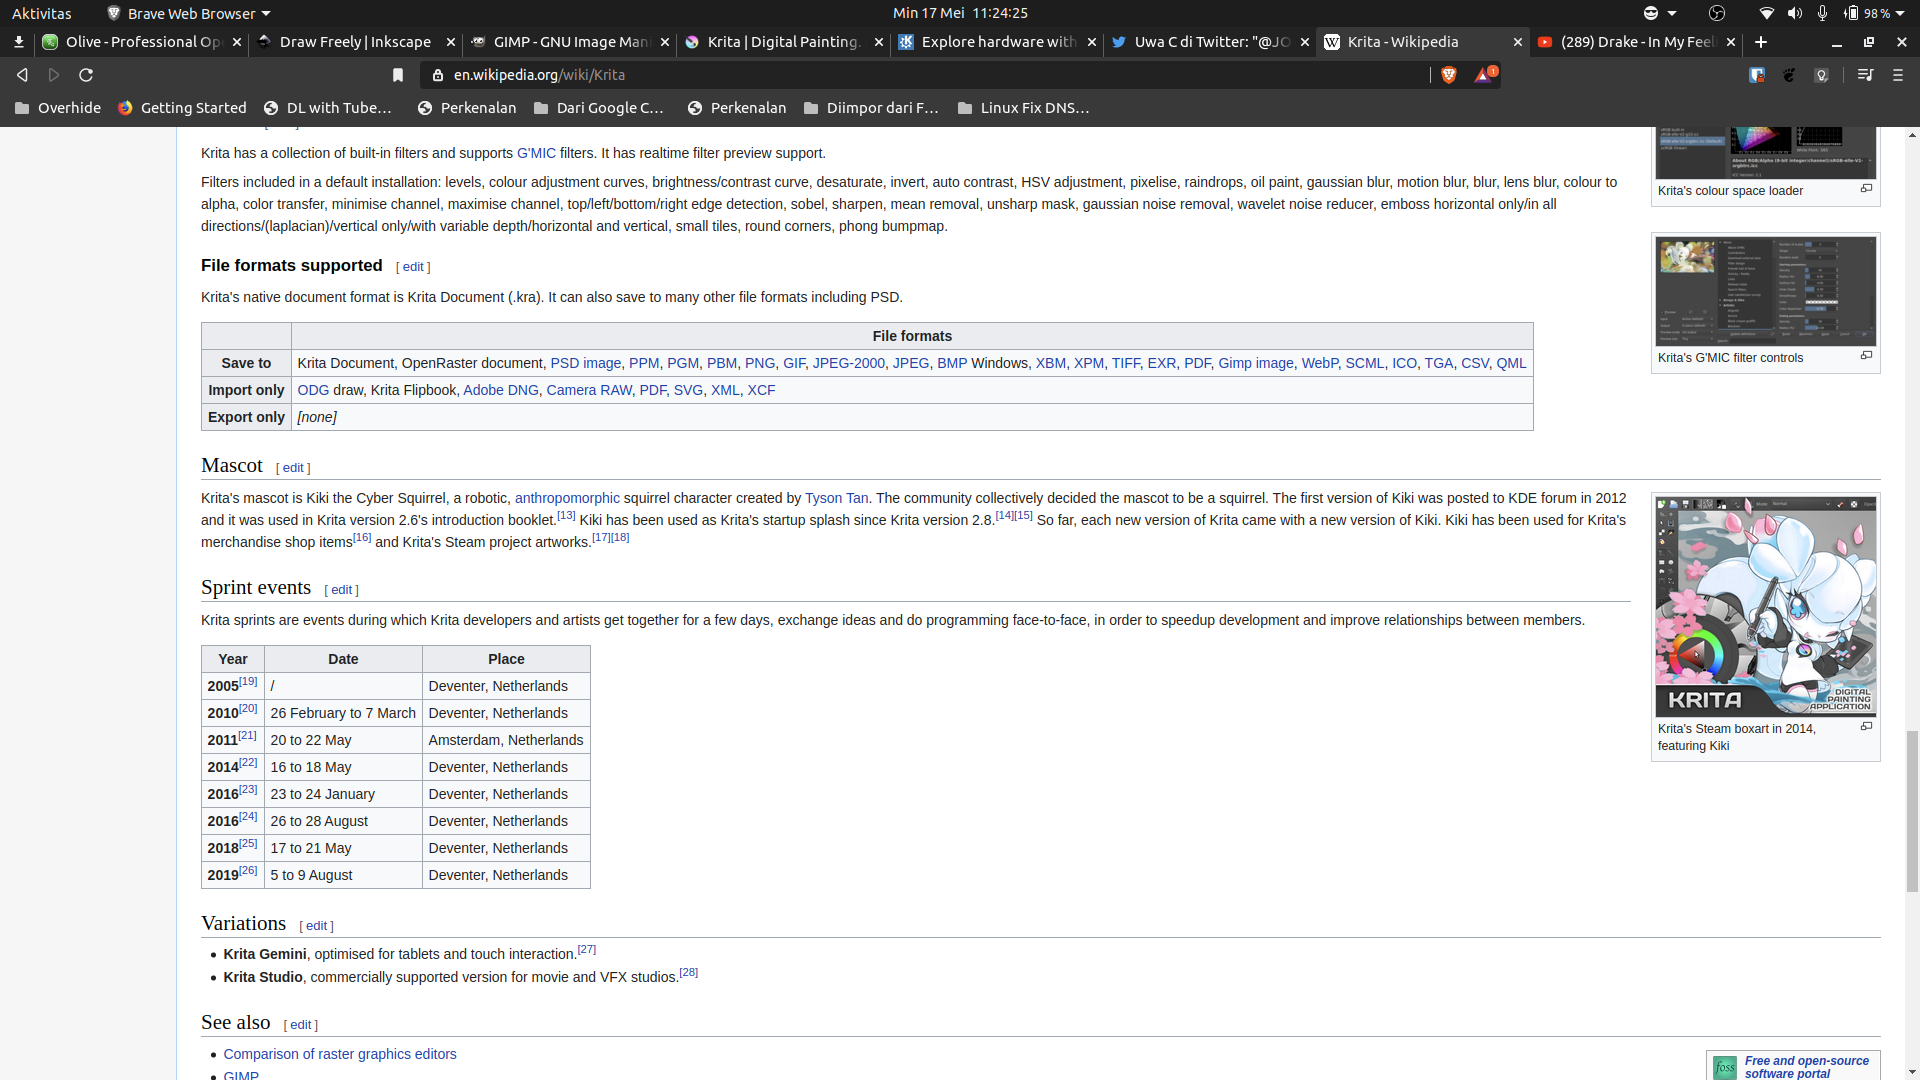 Aktivitas Brave Web Browser Min 17 Mei 11:24:25 98 %
Olive - Professional Op Draw Freely | Inkscape GIMP - GNU Image Mani Krita | Digital Painting. Explore hardware with Uwa C di Twitter: "@JO Krita - Wikipedia (289) Drake - In My Feeli
en.wikipedia.org/wiki/Krita 1
Overhide Getting Started DL with Tube… Perkenalan Dari Google C… Perkenalan Diimpor dari F… Linux Fix DNS…
Krita has a collection of built-in filters and supports G'MIC filters. It has realtime filter preview support.
Filters included in a default installation: levels, colour adjustment curves, brightness/contrast curve, desaturate, invert, auto contrast, HSV adjustment, pixelise, raindrops, oil paint, gaussian blur, motion blur, blur, lens blur, colour to
alpha, color transfer, minimise channel, maximise channel, top/left/bottom/right edge detection, sobel, sharpen, mean removal, unsharp mask, gaussian noise removal, wavelet noise reducer, emboss horizontal only/in all
directions/(laplacian)/vertical only/with variable depth/horizontal and vertical, small tiles, round corners, phong bumpmap.
Krita's colour space loader
File formats supported [ edit ]
Krita's native document format is Krita Document (.kra). It can also save to many other file formats including PSD.
File formats
Save to Krita Document, OpenRaster document, PSD image, PPM, PGM, PBM, PNG, GIF, JPEG-2000, JPEG, BMP Windows, XBM, XPM, TIFF, EXR, PDF, Gimp image, WebP, SCML, ICO, TGA, CSV, QML
Import only ODG draw, Krita Flipbook, Adobe DNG, Camera RAW, PDF, SVG, XML, XCF
Export only [none]
Krita's G'MIC filter controls
Mascot [ edit ]
Krita's mascot is Kiki the Cyber Squirrel, a robotic, anthropomorphic squirrel character created by Tyson Tan. The community collectively decided the mascot to be a squirrel. The first version of Kiki was posted to KDE forum in 2012
and it was used in Krita version 2.6's introduction booklet.[13] Kiki has been used as Krita's startup splash since Krita version 2.8.[14][15] So far, each new version of Krita came with a new version of Kiki. Kiki has been used for Krita's
merchandise shop items[16] and Krita's Steam project artworks.[17][18]
KRITA
DIGITAL
PAINTING
APPLICATION
Krita's Steam boxart in 2014,
featuring Kiki
Sprint events [ edit ]
Krita sprints are events during which Krita developers and artists get together for a few days, exchange ideas and do programming face-to-face, in order to speedup development and improve relationships between members.
Year Date Place
2005[19] / Deventer, Netherlands
2010[20] 26 February to 7 March Deventer, Netherlands
2011[21] 20 to 22 May Amsterdam, Netherlands
2014[22] 16 to 18 May Deventer, Netherlands
2016[23] 23 to 24 January Deventer, Netherlands
2016[24] 26 to 28 August Deventer, Netherlands
2018[25] 17 to 21 May Deventer, Netherlands
2019[26] 5 to 9 August Deventer, Netherlands
Variations [ edit ]
Krita Gemini, optimised for tablets and touch interaction.[27]
Krita Studio, commercially supported version for movie and VFX studios.[28]
See also [ edit ]
Comparison of raster graphics editors
GIMP
foss Free and open-source
software portal